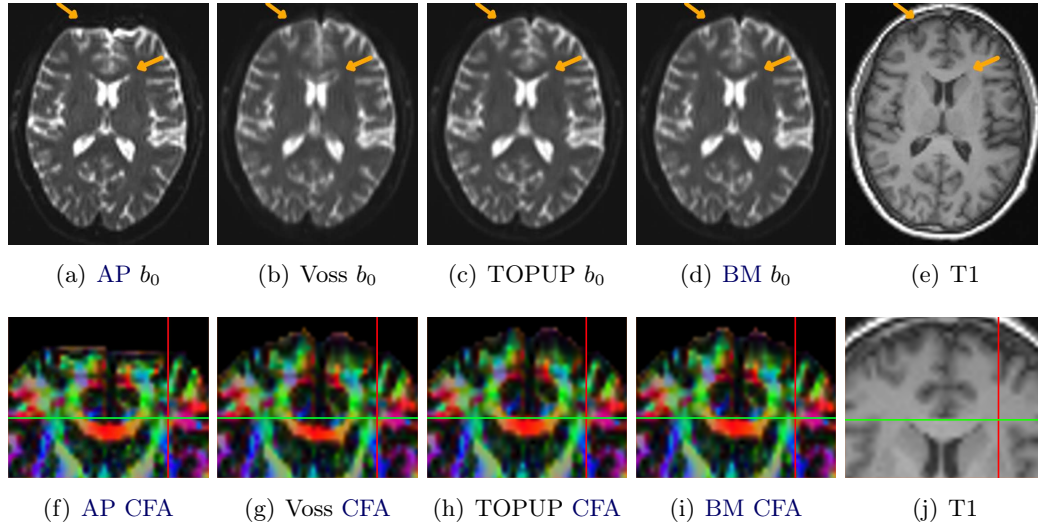 (a) AP b₀ (b) Voss b₀ (c) TOPUP b₀ (d) BM b₀ (e) T1
(f) AP CFA (g) Voss CFA (h) TOPUP CFA (i) BM CFA (j) T1